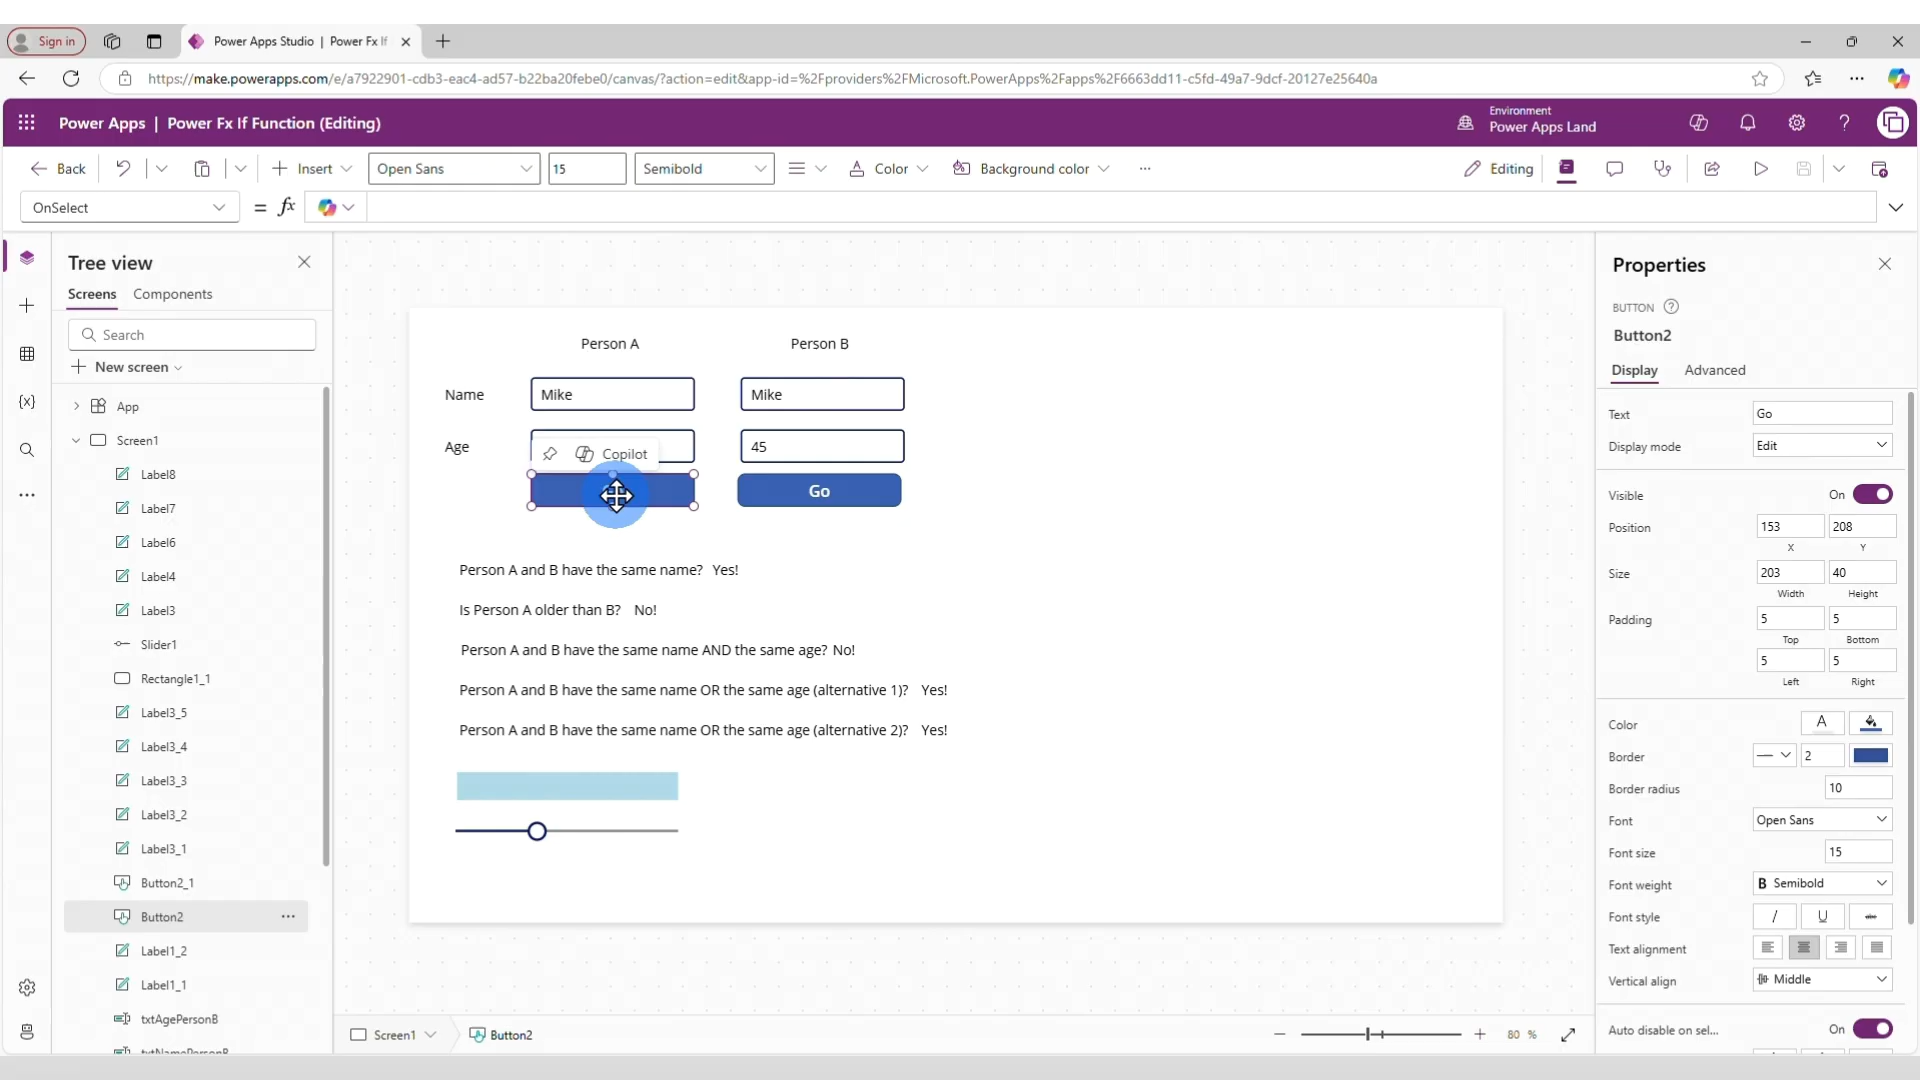 Sign in
Power Apps Studio | Power Fx If
https://make.powerapps.com/e/a7922901-cdb3-eac4-ad57-b22ba20febe0/canvas/?action=edit&app-id=%2Fproviders%2FMicrosoft.PowerApps%2Fapps%2F6663dd11-c5fd-49a7-9dcf-20127e25640a
Power Apps | Power Fx If Function (Editing)
Environment
Power Apps Land
Back
Insert
Open Sans
15
Semibold
Color
Background color
Editing
OnSelect
= fx
Tree view
Screens Components
Search
New screen
App
Screen1
Label8
Label7
Label6
Label4
Label3
Slider1
Rectangle1_1
Label3_5
Label3_4
Label3_3
Label3_2
Label3_1
Button2_1
Button2
Label1_2
Label1_1
txtAgePersonB
txtNamePersonB
Person A Person B
Name Mike Mike
Age 45
Copilot
Go
Person A and B have the same name? Yes!
Is Person A older than B? No!
Person A and B have the same name AND the same age? No!
Person A and B have the same name OR the same age (alternative 1)? Yes!
Person A and B have the same name OR the same age (alternative 2)? Yes!
Screen1 Button2
80 %
Properties
BUTTON
Button2
Display Advanced
Text Go
Display mode Edit
Visible On
Position 153 208
X Y
Size 203 40
Width Height
Padding 5 5
Top Bottom
5 5
Left Right
Color A
Border 2
Border radius 10
Font Open Sans
Font size 15
Font weight B Semibold
Font style / U abc
Text alignment
Vertical align Middle
Auto disable on sel... On